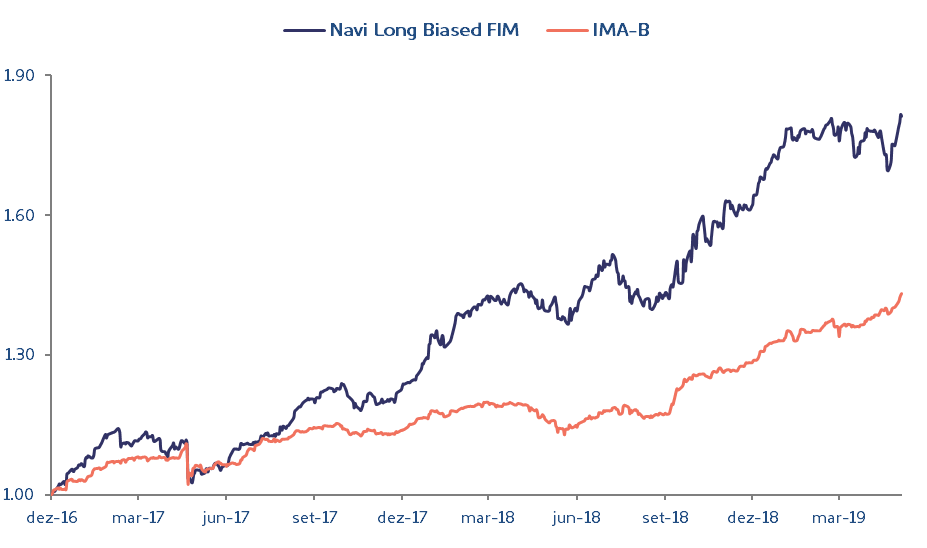 Navi Long Biased FIM IMA-B
1.90
1.60
1.30
1.00
dez-16 mar-17 jun-17 set-17 dez-17 mar-18 jun-18 set-18 dez-18 mar-19